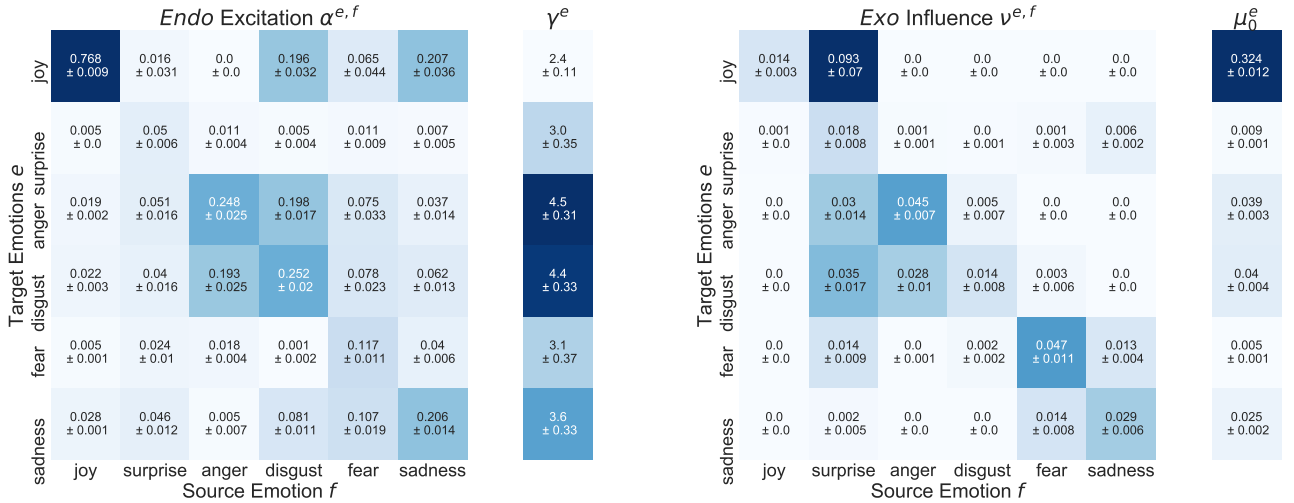 Endo Excitation α^{e,f}
γ^e
Exo Influence ν^{e,f}
μ_0^e
Target Emotions e
joy
0.768 ± 0.009
0.016 ± 0.031
0.0 ± 0.0
0.196 ± 0.032
0.065 ± 0.044
0.207 ± 0.036
2.4 ± 0.11
surprise
0.005 ± 0.0
0.05 ± 0.006
0.011 ± 0.004
0.005 ± 0.004
0.011 ± 0.009
0.007 ± 0.005
3.0 ± 0.35
anger
0.019 ± 0.002
0.051 ± 0.016
0.248 ± 0.025
0.198 ± 0.017
0.075 ± 0.033
0.037 ± 0.014
4.5 ± 0.31
disgust
0.022 ± 0.003
0.04 ± 0.016
0.193 ± 0.025
0.252 ± 0.02
0.078 ± 0.023
0.062 ± 0.013
4.4 ± 0.33
fear
0.005 ± 0.001
0.024 ± 0.01
0.018 ± 0.004
0.001 ± 0.002
0.117 ± 0.011
0.04 ± 0.006
3.1 ± 0.37
sadness
0.028 ± 0.001
0.046 ± 0.012
0.005 ± 0.007
0.081 ± 0.011
0.107 ± 0.019
0.206 ± 0.014
3.6 ± 0.33
joy surprise anger disgust fear sadness
Source Emotion f
Target Emotions e
joy
0.014 ± 0.003
0.093 ± 0.07
0.0 ± 0.0
0.0 ± 0.0
0.0 ± 0.0
0.0 ± 0.0
0.324 ± 0.012
surprise
0.001 ± 0.0
0.018 ± 0.008
0.001 ± 0.001
0.0 ± 0.001
0.001 ± 0.003
0.006 ± 0.002
0.009 ± 0.001
anger
0.0 ± 0.0
0.03 ± 0.014
0.045 ± 0.007
0.005 ± 0.007
0.0 ± 0.0
0.0 ± 0.0
0.039 ± 0.003
disgust
0.0 ± 0.0
0.035 ± 0.017
0.028 ± 0.01
0.014 ± 0.008
0.003 ± 0.006
0.0 ± 0.0
0.04 ± 0.004
fear
0.0 ± 0.0
0.014 ± 0.009
0.0 ± 0.001
0.002 ± 0.002
0.047 ± 0.011
0.013 ± 0.004
0.005 ± 0.001
sadness
0.0 ± 0.0
0.002 ± 0.005
0.0 ± 0.0
0.0 ± 0.0
0.014 ± 0.008
0.029 ± 0.006
0.025 ± 0.002
joy surprise anger disgust fear sadness
Source Emotion f